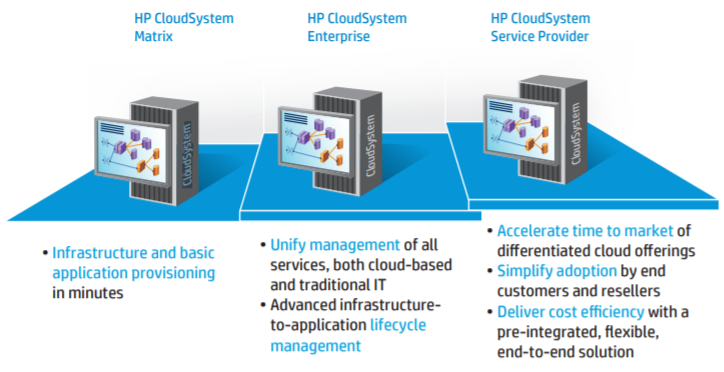 HP CloudSystem
Matrix
HP CloudSystem
Enterprise
HP CloudSystem
Service Provider
CloudSystem
CloudSystem
CloudSystem
• Infrastructure and basic
application provisioning
in minutes
• Unify management of all
services, both cloud-based
and traditional IT
• Advanced infrastructure-
to-application lifecycle
management
• Accelerate time to market of
differentiated cloud offerings
• Simplify adoption by end
customers and resellers
• Deliver cost efficiency with a
pre-integrated, flexible,
end-to-end solution